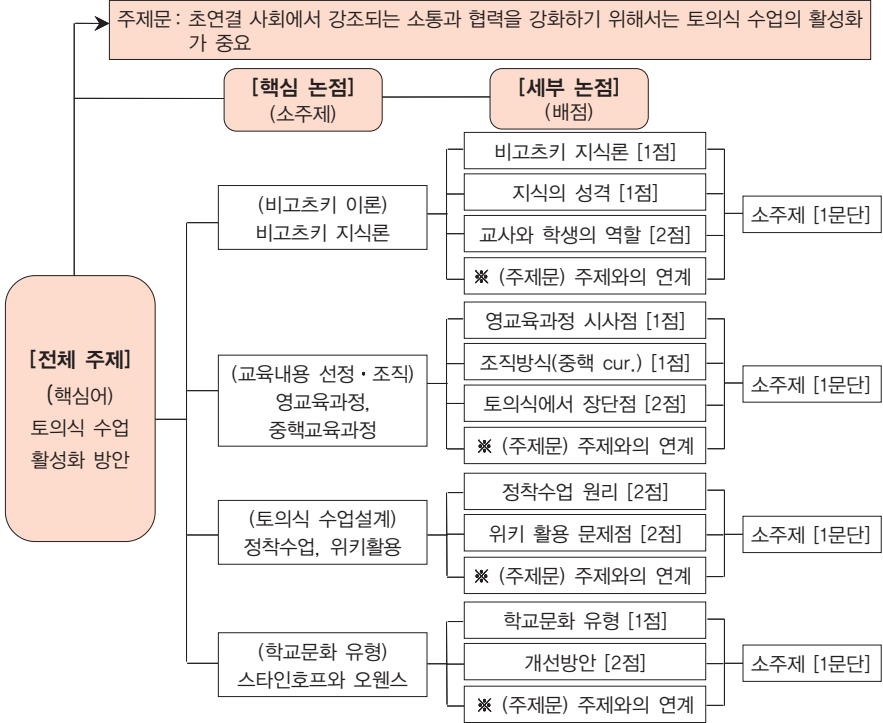 주제문 : 초연결 사회에서 강조되는 소통과 협력을 강화하기 위해서는 토의식 수업의 활성화
가 중요
[핵심 논점]
(소주제)
[세부 논점]
(배점)
[전체 주제]
(핵심어)
토의식 수업
활성화 방안
(비고츠키 이론)
비고츠키 지식론
비고츠키 지식론 [1점]
지식의 성격 [1점]
교사와 학생의 역할 [2점]
※ (주제문) 주제와의 연계
소주제 [1문단]
(교육내용 선정・조직)
영교육과정,
중핵교육과정
영교육과정 시사점 [1점]
조직방식(중핵 cur.) [1점]
토의식에서 장단점 [2점]
※ (주제문) 주제와의 연계
소주제 [1문단]
(토의식 수업설계)
정착수업, 위키활용
정착수업 원리 [2점]
위키 활용 문제점 [2점]
※ (주제문) 주제와의 연계
소주제 [1문단]
(학교문화 유형)
스타인호프와 오웬스
학교문화 유형 [1점]
개선방안 [2점]
※ (주제문) 주제와의 연계
소주제 [1문단]